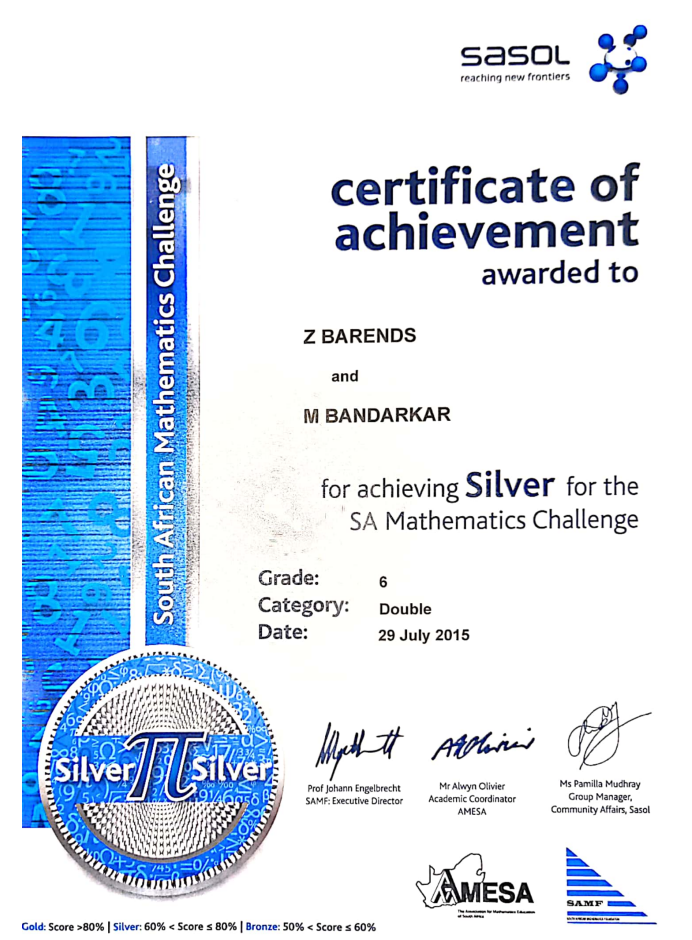 sasol
reaching new frontiers
South African Mathematics Challenge
certificate of
achievement
awarded to
Z BARENDS
and
M BANDARKAR
for achieving Silver for the
SA Mathematics Challenge
Grade: 6
Category: Double
Date: 29 July 2015
Silver π Silver
Prof Johann Engelbrecht
SAMF: Executive Director
Mr Alwyn Olivier
Academic Coordinator
AMESA
Ms Pamilla Mudhray
Group Manager,
Community Affairs, Sasol
AMESA
The Association for Mathematics Education
of South Africa
SAMF
SOUTH AFRICAN MATHEMATICS FOUNDATION
Gold: Score >80% | Silver: 60% < Score ≤ 80% | Bronze: 50% < Score ≤ 60%